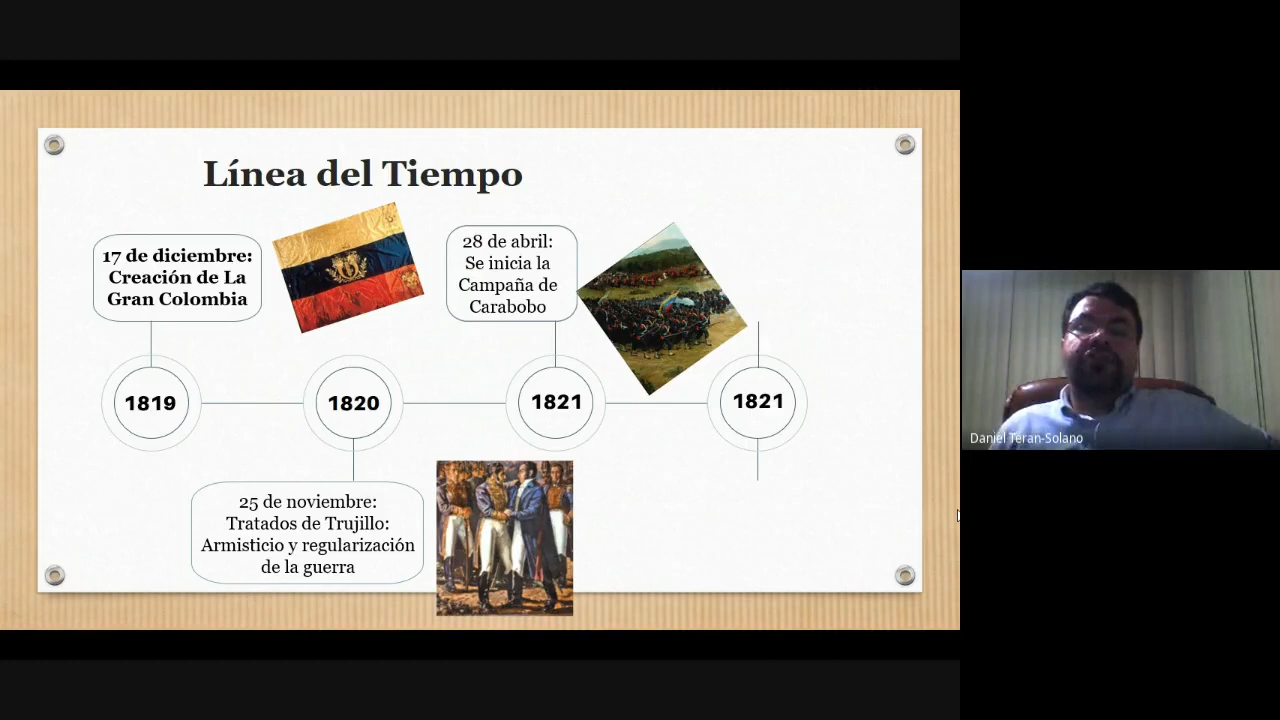 Línea del Tiempo
17 de diciembre:
Creación de La
Gran Colombia
28 de abril:
Se inicia la
Campaña de
Carabobo
1819
1820
1821
1821
25 de noviembre:
Tratados de Trujillo:
Armisticio y regularización
de la guerra
Daniel Teran-Solano